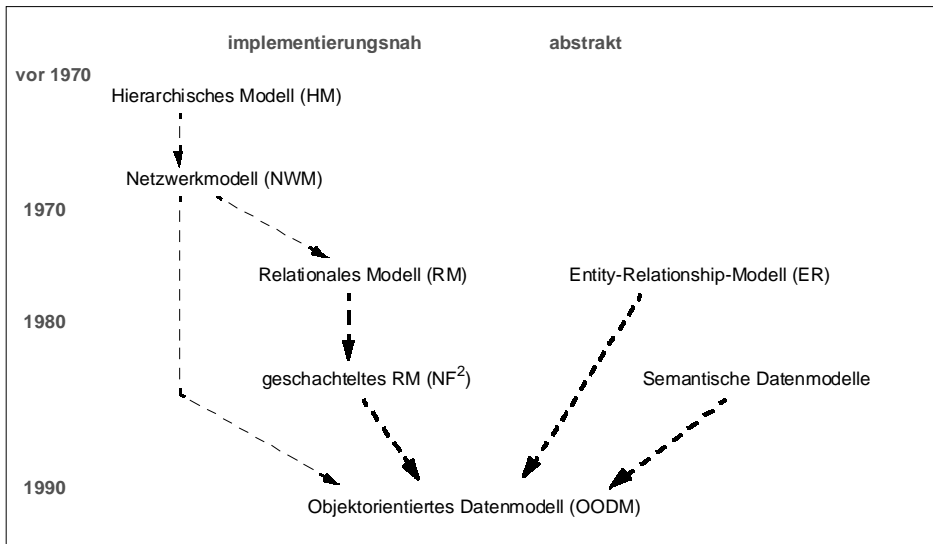 implementierungsnah abstrakt
vor 1970
Hierarchisches Modell (HM)
Netzwerkmodell (NWM)
1970
Relationales Modell (RM) Entity-Relationship-Modell (ER)
1980
geschachteltes RM (NF²) Semantische Datenmodelle
1990
Objektorientiertes Datenmodell (OODM)